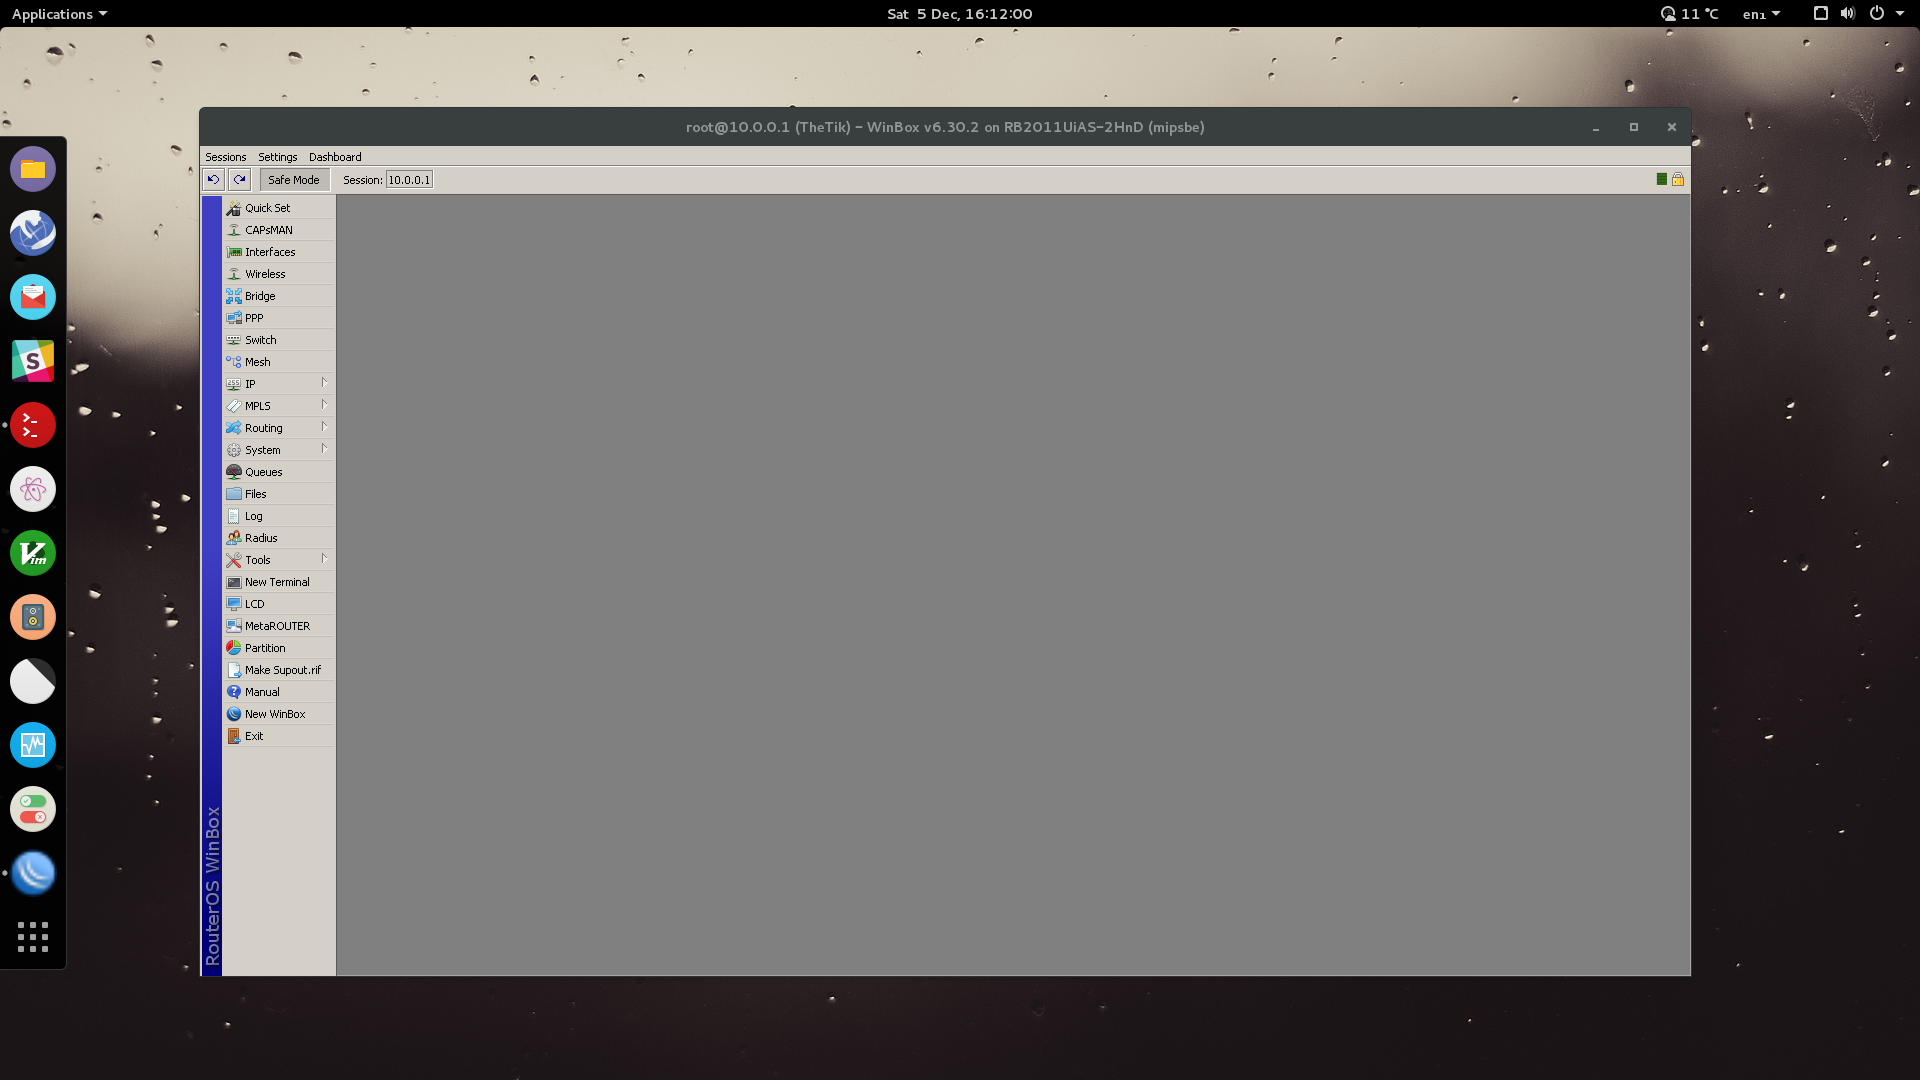 Applications
Sat 5 Dec, 16:12:00
11 °C
en₁
root@10.0.0.1 (TheTik) - WinBox v6.30.2 on RB2011UiAS-2HnD (mipsbe)
Sessions Settings Dashboard
Safe Mode Session: 10.0.0.1
Quick Set
CAPsMAN
Interfaces
Wireless
Bridge
PPP
Switch
Mesh
IP
MPLS
Routing
System
Queues
Files
Log
Radius
Tools
New Terminal
LCD
MetaROUTER
Partition
Make Supout.rif
Manual
New WinBox
Exit
RouterOS WinBox
S
Vim